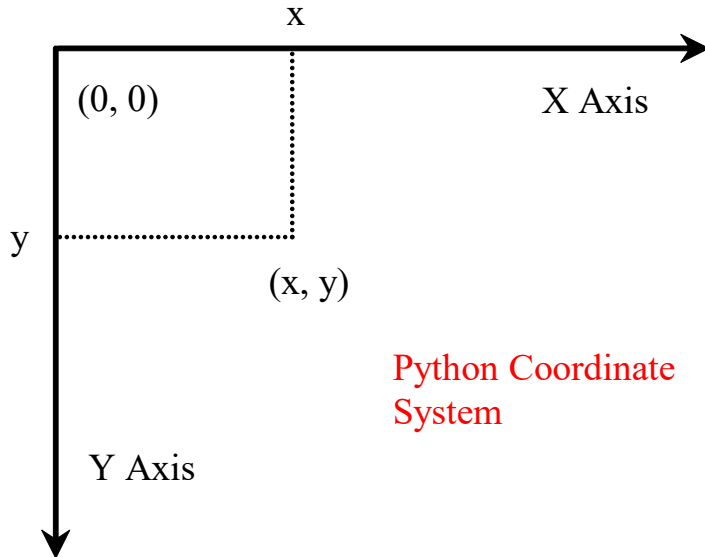 x
(0, 0)
X Axis
y
(x, y)
Python Coordinate
System
Y Axis